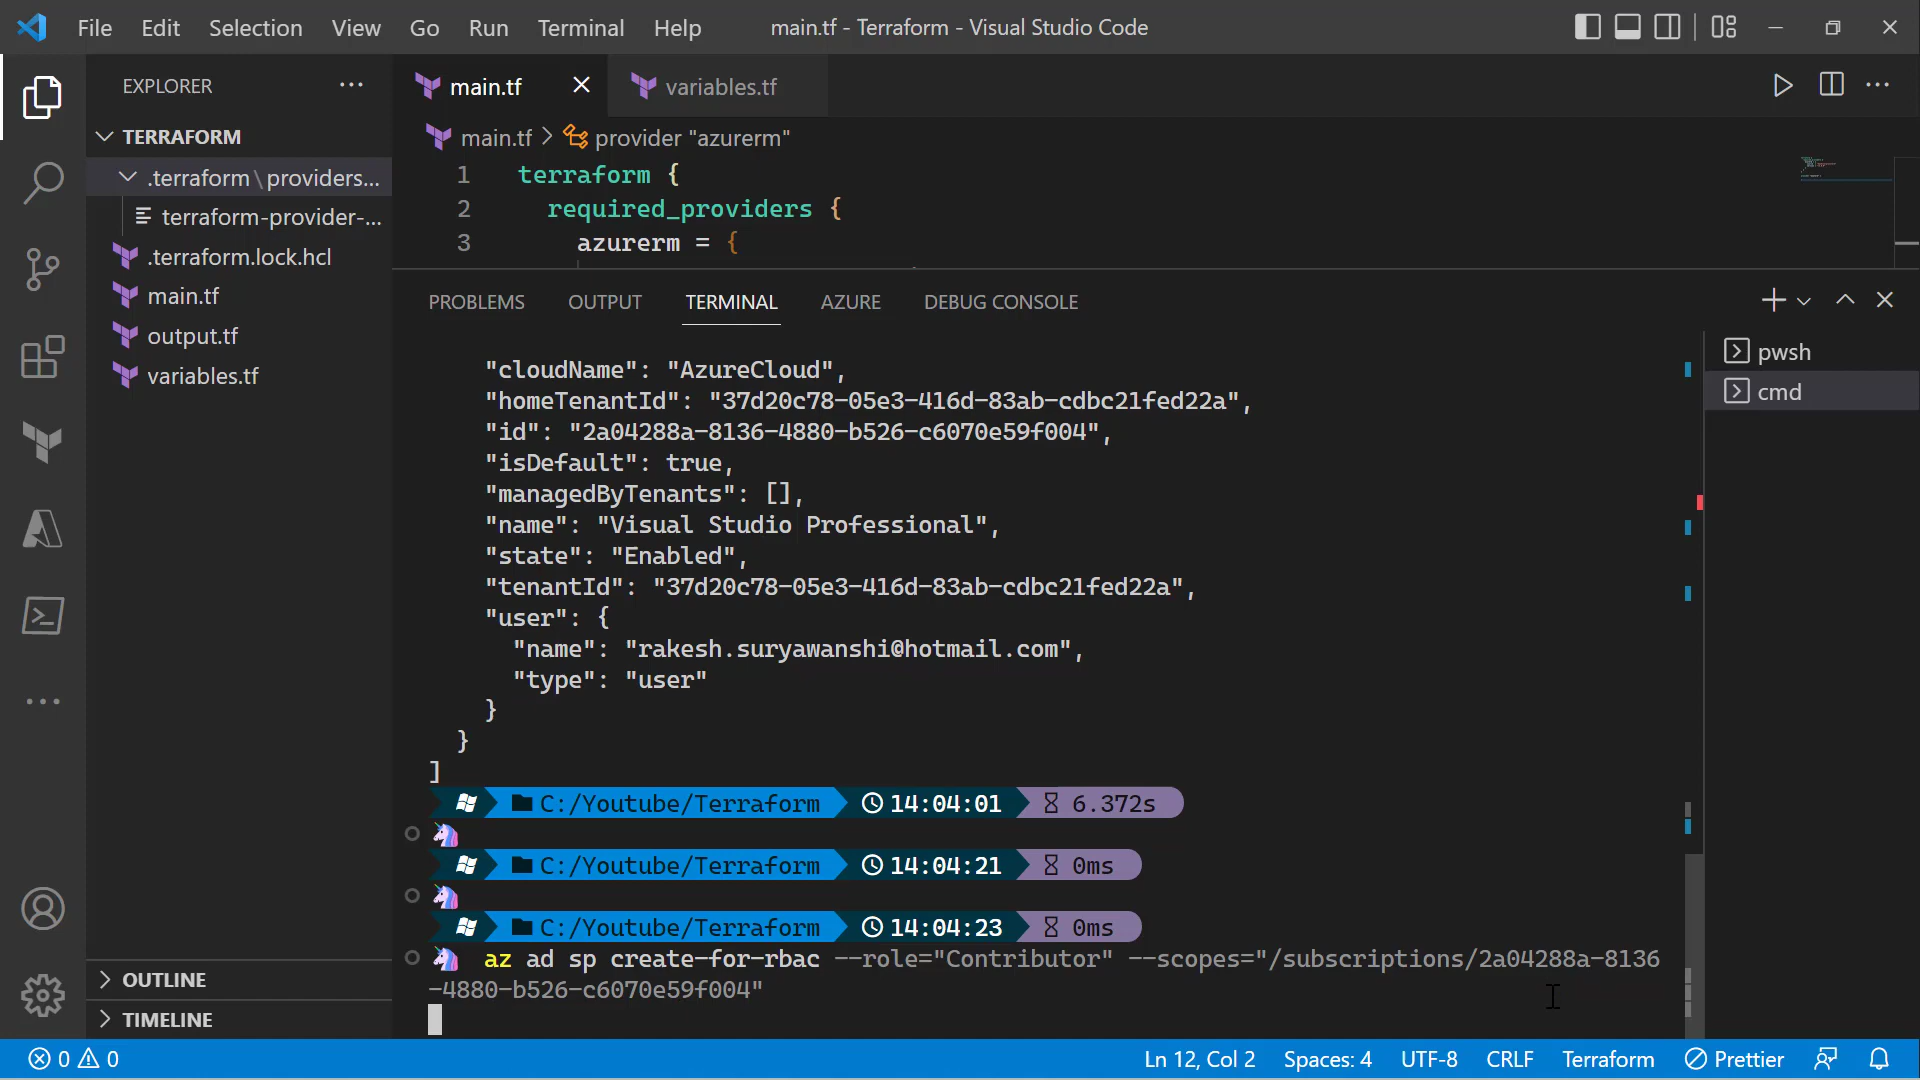 File Edit Selection View Go Run Terminal Help
main.tf - Terraform - Visual Studio Code
EXPLORER
TERRAFORM
.terraform\providers...
terraform-provider-...
.terraform.lock.hcl
main.tf
output.tf
variables.tf
OUTLINE
TIMELINE
main.tf
variables.tf
main.tf > provider "azurerm"
1 terraform {
2 required_providers {
3 azurerm = {
PROBLEMS OUTPUT TERMINAL AZURE DEBUG CONSOLE
pwsh
cmd
"cloudName": "AzureCloud",
"homeTenantId": "37d20c78-05e3-416d-83ab-cdbc21fed22a",
"id": "2a04288a-8136-4880-b526-c6070e59f004",
"isDefault": true,
"managedByTenants": [],
"name": "Visual Studio Professional",
"state": "Enabled",
"tenantId": "37d20c78-05e3-416d-83ab-cdbc21fed22a",
"user": {
"name": "rakesh.suryawanshi@hotmail.com",
"type": "user"
}
}
]
C:/Youtube/Terraform 14:04:01 6.372s
C:/Youtube/Terraform 14:04:21 0ms
C:/Youtube/Terraform 14:04:23 0ms
az ad sp create-for-rbac --role="Contributor" --scopes="/subscriptions/2a04288a-8136
-4880-b526-c6070e59f004"
0 0
Ln 12, Col 2 Spaces: 4 UTF-8 CRLF Terraform Prettier